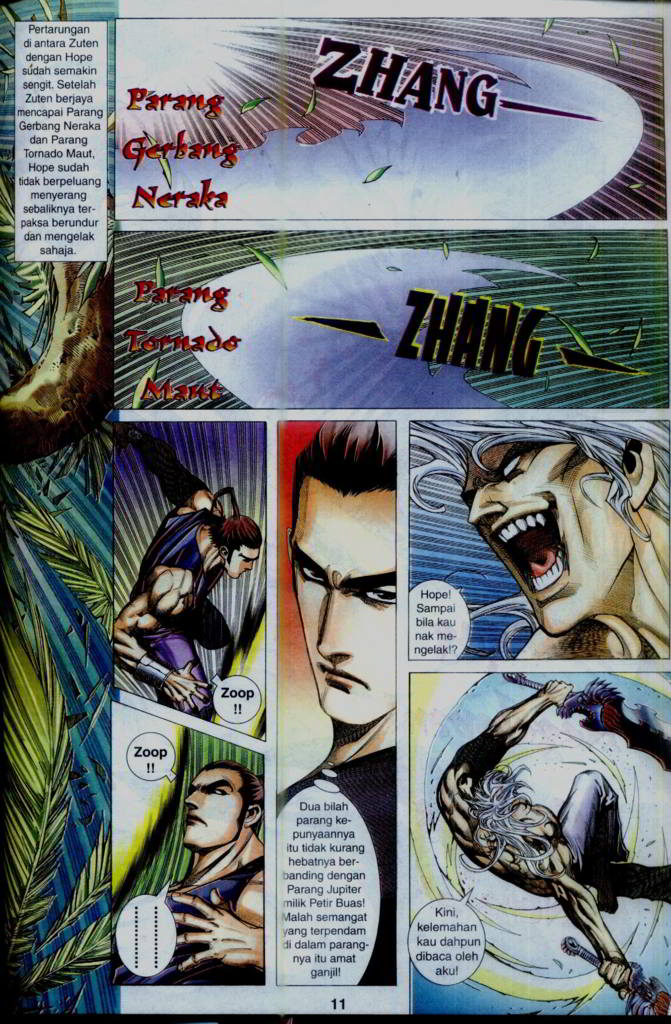 Pertarungan
di antara Zuten
dengan Hope
sudah semakin
sengit. Setelah
Zuten berjaya
mencapai Parang
Gerbang Neraka
dan Parang
Tornado Maut,
Hope sudah
tidak berpeluang
menyerang
sebaliknya ter-
paksa berundur
dan mengelak
sahaja.
ZHANG
Parang
Gerbang
Neraka
Parang
Tornado
Maut
ZHANG
Zoop
!!
Zoop
!!
Dua bilah
parang ke-
punyaannya
itu tidak kurang
hebatnya ber-
banding dengan
Parang Jupiter
milik Petir Buas!
Malah semangat
yang terpendam
di dalam parang-
nya itu amat
ganjil!
Hope!
Sampai
bila kau
nak me-
ngelak!?
Kini,
kelemahan
kau dahpun
dibaca oleh
aku!
11